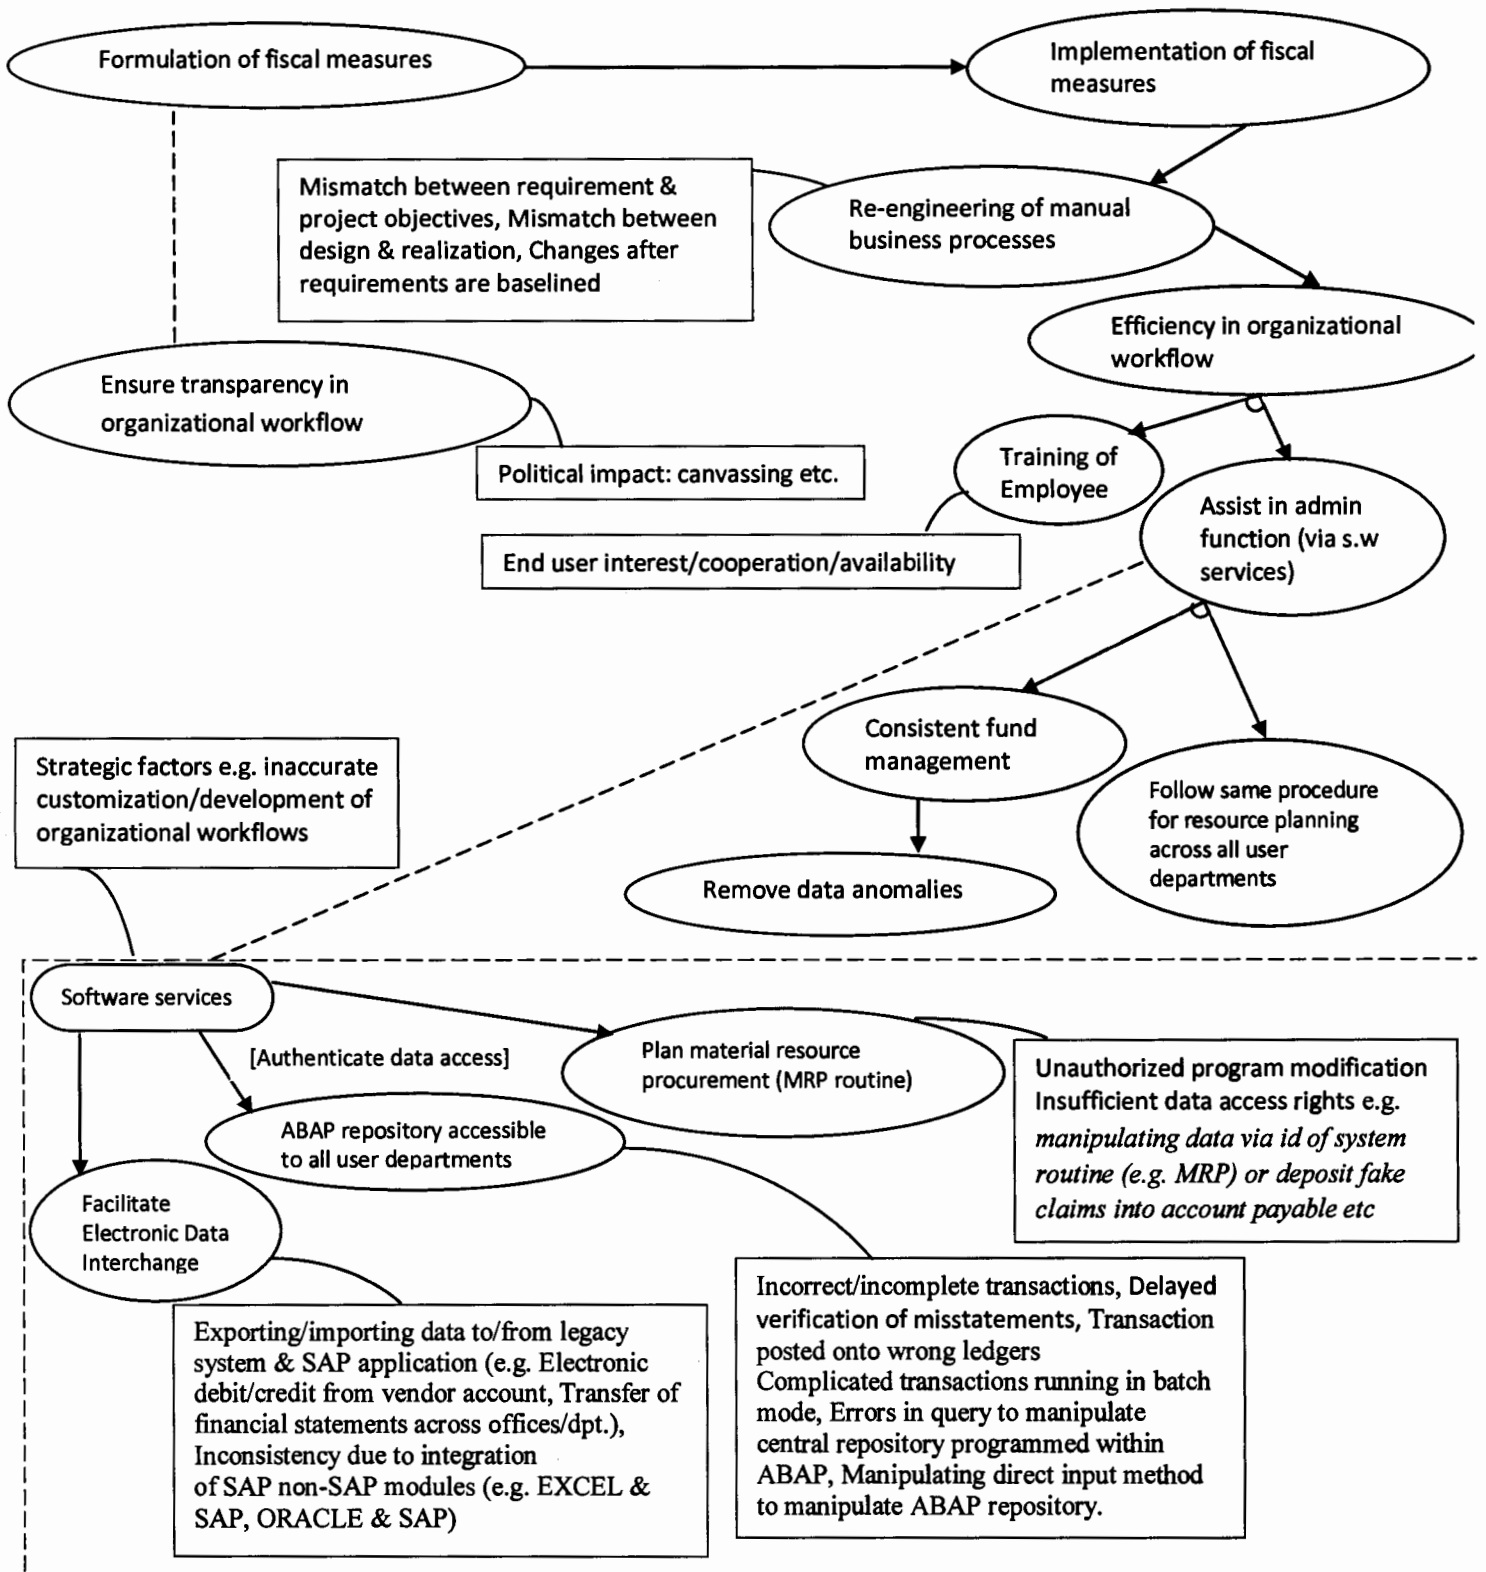 Formulation of fiscal measures
Implementation of fiscal
measures
Mismatch between requirement &
project objectives, Mismatch between
design & realization, Changes after
requirements are baselined
Re-engineering of manual
business processes
Efficiency in organizational
workflow
Ensure transparency in
organizational workflow
Political impact: canvassing etc.
Training of
Employee
End user interest/cooperation/availability
Assist in admin
function (via s.w
services)
Consistent fund
management
Strategic factors e.g. inaccurate
customization/development of
organizational workflows
Follow same procedure
for resource planning
across all user
departments
Remove data anomalies
Software services
[Authenticate data access]
Plan material resource
procurement (MRP routine)
Unauthorized program modification
Insufficient data access rights e.g.
manipulating data via id of system
routine (e.g. MRP) or deposit fake
claims into account payable etc
ABAP repository accessible
to all user departments
Facilitate
Electronic Data
Interchange
Incorrect/incomplete transactions, Delayed
verification of misstatements, Transaction
posted onto wrong ledgers
Complicated transactions running in batch
mode, Errors in query to manipulate
central repository programmed within
ABAP, Manipulating direct input method
to manipulate ABAP repository.
Exporting/importing data to/from legacy
system & SAP application (e.g. Electronic
debit/credit from vendor account, Transfer of
financial statements across offices/dpt.),
Inconsistency due to integration
of SAP non-SAP modules (e.g. EXCEL &
SAP, ORACLE & SAP)